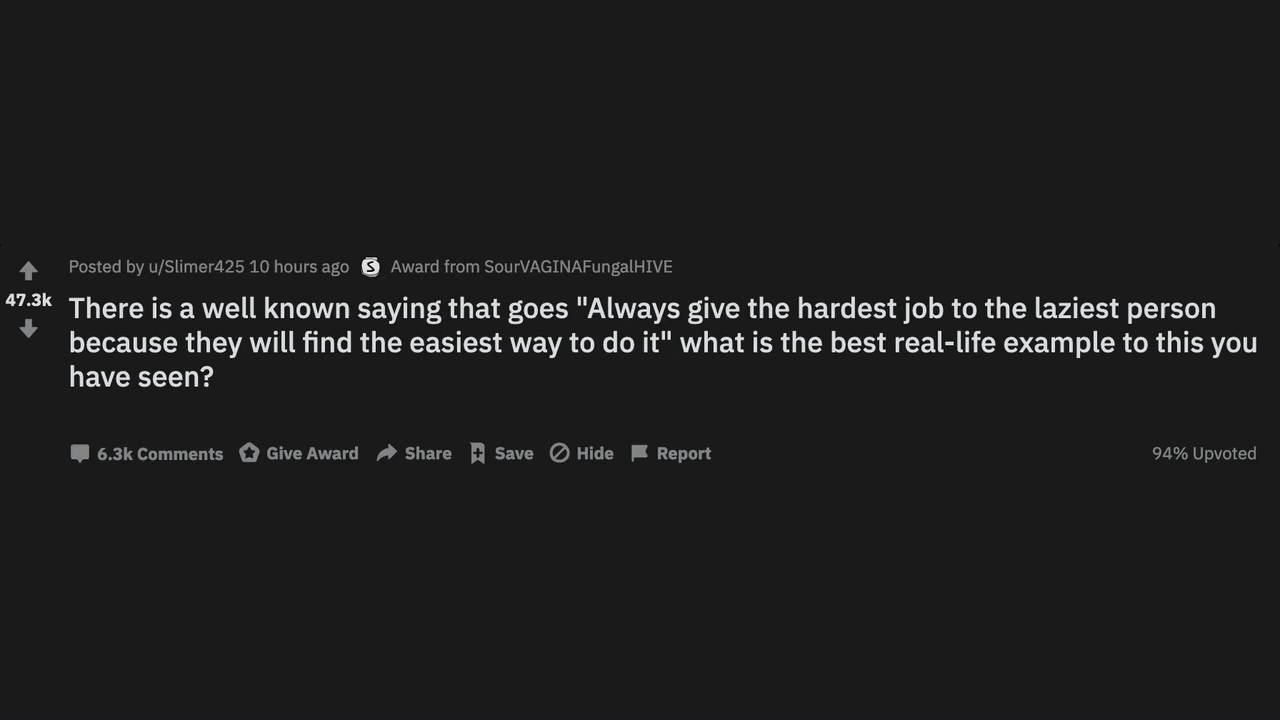 Posted by u/Slimer425 10 hours ago Award from SourVAGINAFungalHIVE
47.3k
There is a well known saying that goes "Always give the hardest job to the laziest person
because they will find the easiest way to do it" what is the best real-life example to this you
have seen?
6.3k Comments Give Award Share Save Hide Report 94% Upvoted